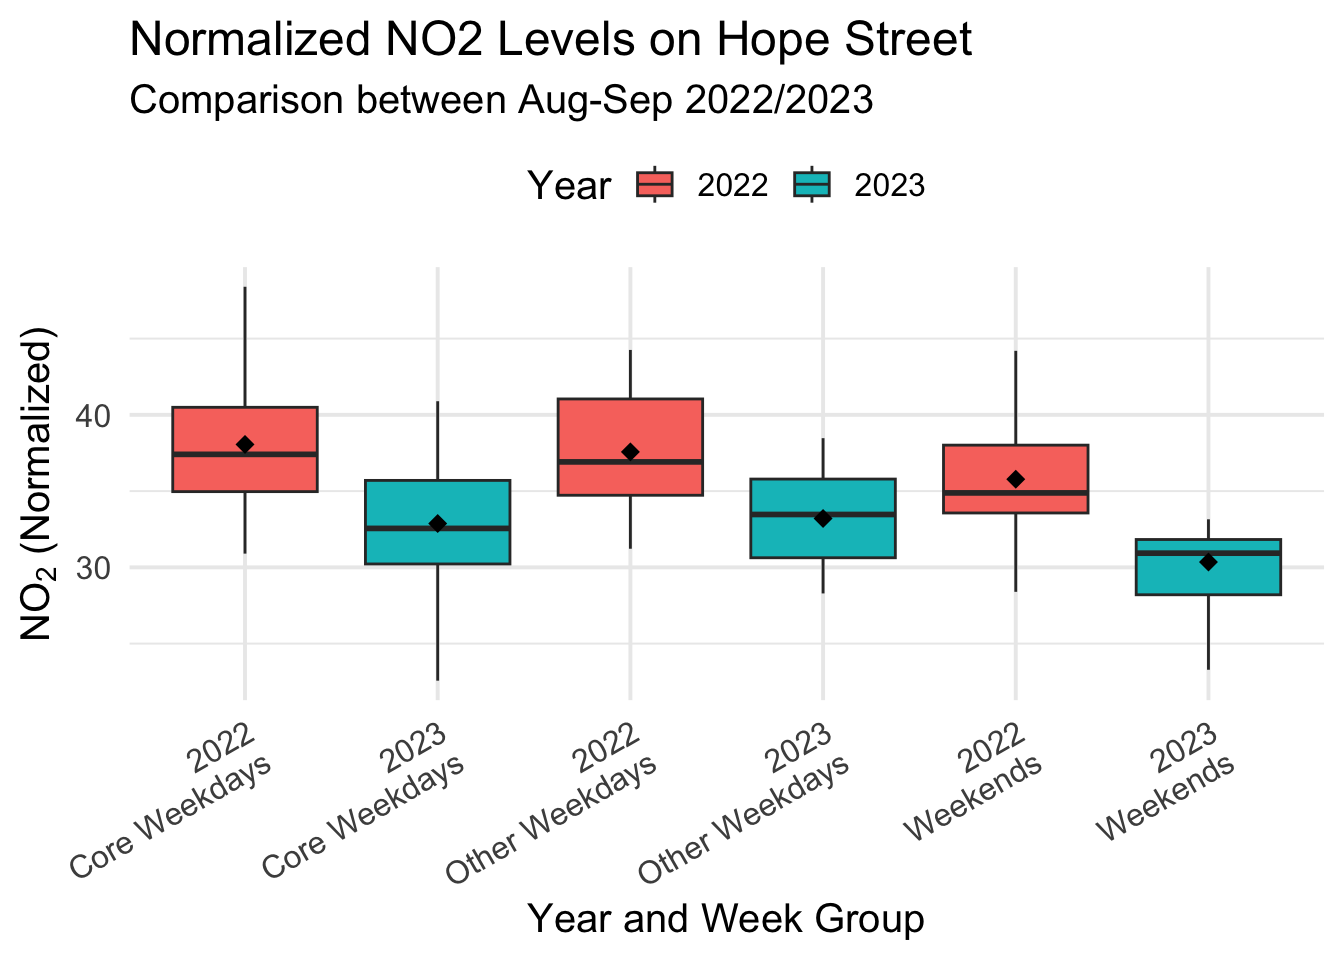 Normalized NO2 Levels on Hope Street
Comparison between Aug-Sep 2022/2023
Year 2022 2023
NO₂ (Normalized)
40
30
2022
Core Weekdays
2023
Core Weekdays
2022
Other Weekdays
2023
Other Weekdays
2022
Weekends
2023
Weekends
Year and Week Group